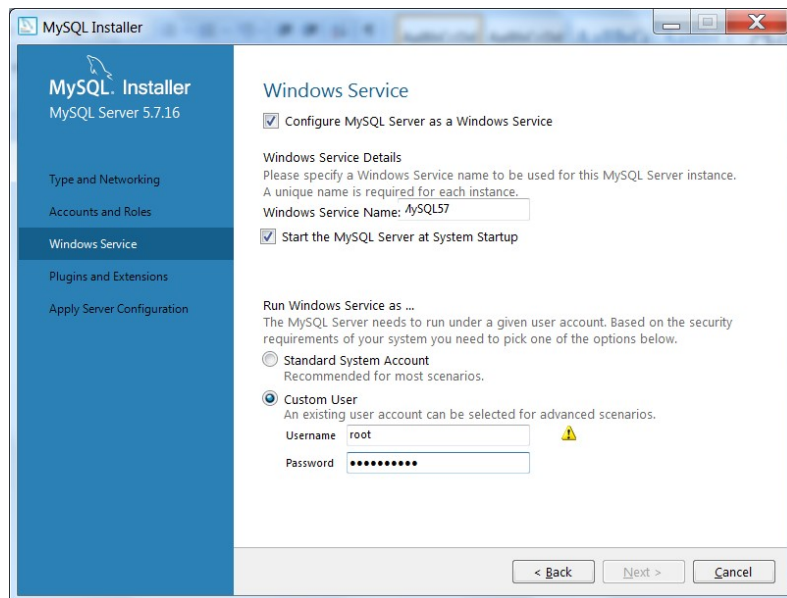 MySQL Installer
MySQL. Installer
MySQL Server 5.7.16
Type and Networking
Accounts and Roles
Windows Service
Plugins and Extensions
Apply Server Configuration
Windows Service
Configure MySQL Server as a Windows Service
Windows Service Details
Please specify a Windows Service name to be used for this MySQL Server instance.
A unique name is required for each instance.
Windows Service Name: MySQL57
Start the MySQL Server at System Startup
Run Windows Service as ...
The MySQL Server needs to run under a given user account. Based on the security
requirements of your system you need to pick one of the options below.
Standard System Account
Recommended for most scenarios.
Custom User
An existing user account can be selected for advanced scenarios.
Username root
Password ●●●●●●●●●●
< Back Next > Cancel